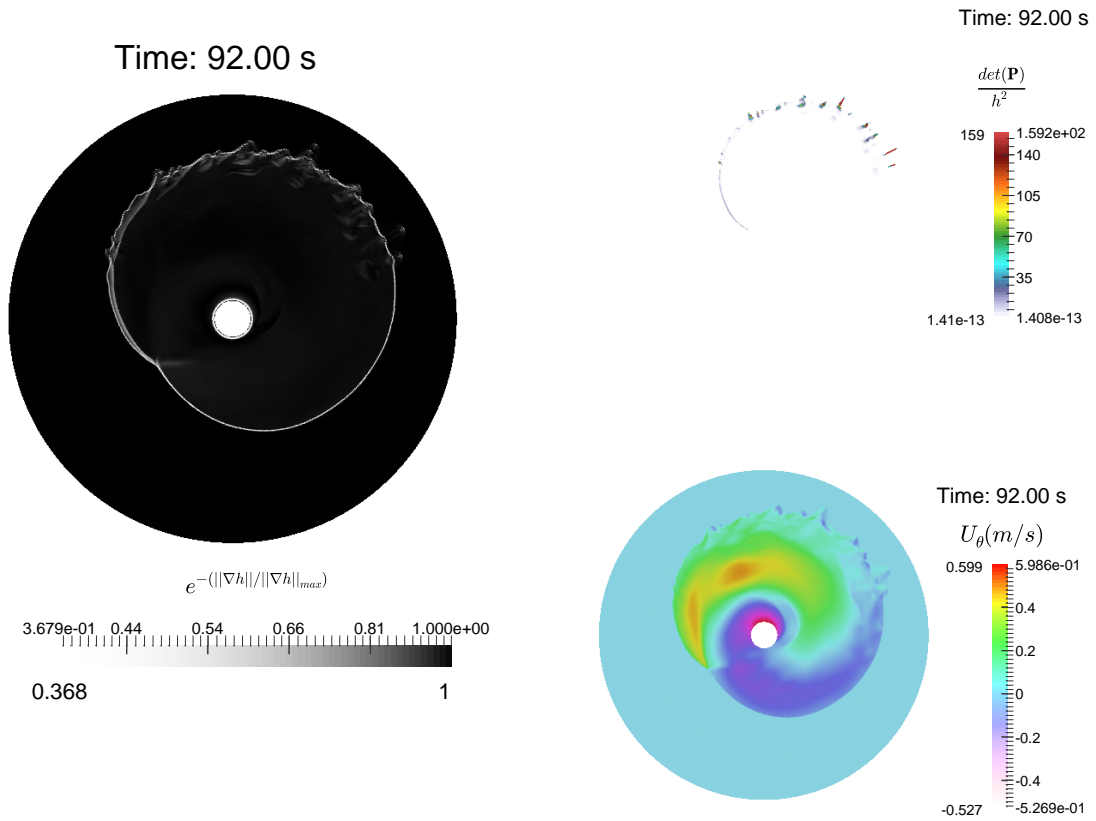 Time: 92.00 s
e^{-(||∇h||/||∇h||_{max})}
3.679e-01 0.44 0.54 0.66 0.81 1.000e+00
0.368 1
Time: 92.00 s
det(P)
h^2
159 1.592e+02
140
105
70
35
1.41e-13 1.408e-13
Time: 92.00 s
U_θ(m/s)
0.599 5.986e-01
0.4
0.2
0
-0.2
-0.4
-0.527 -5.269e-01